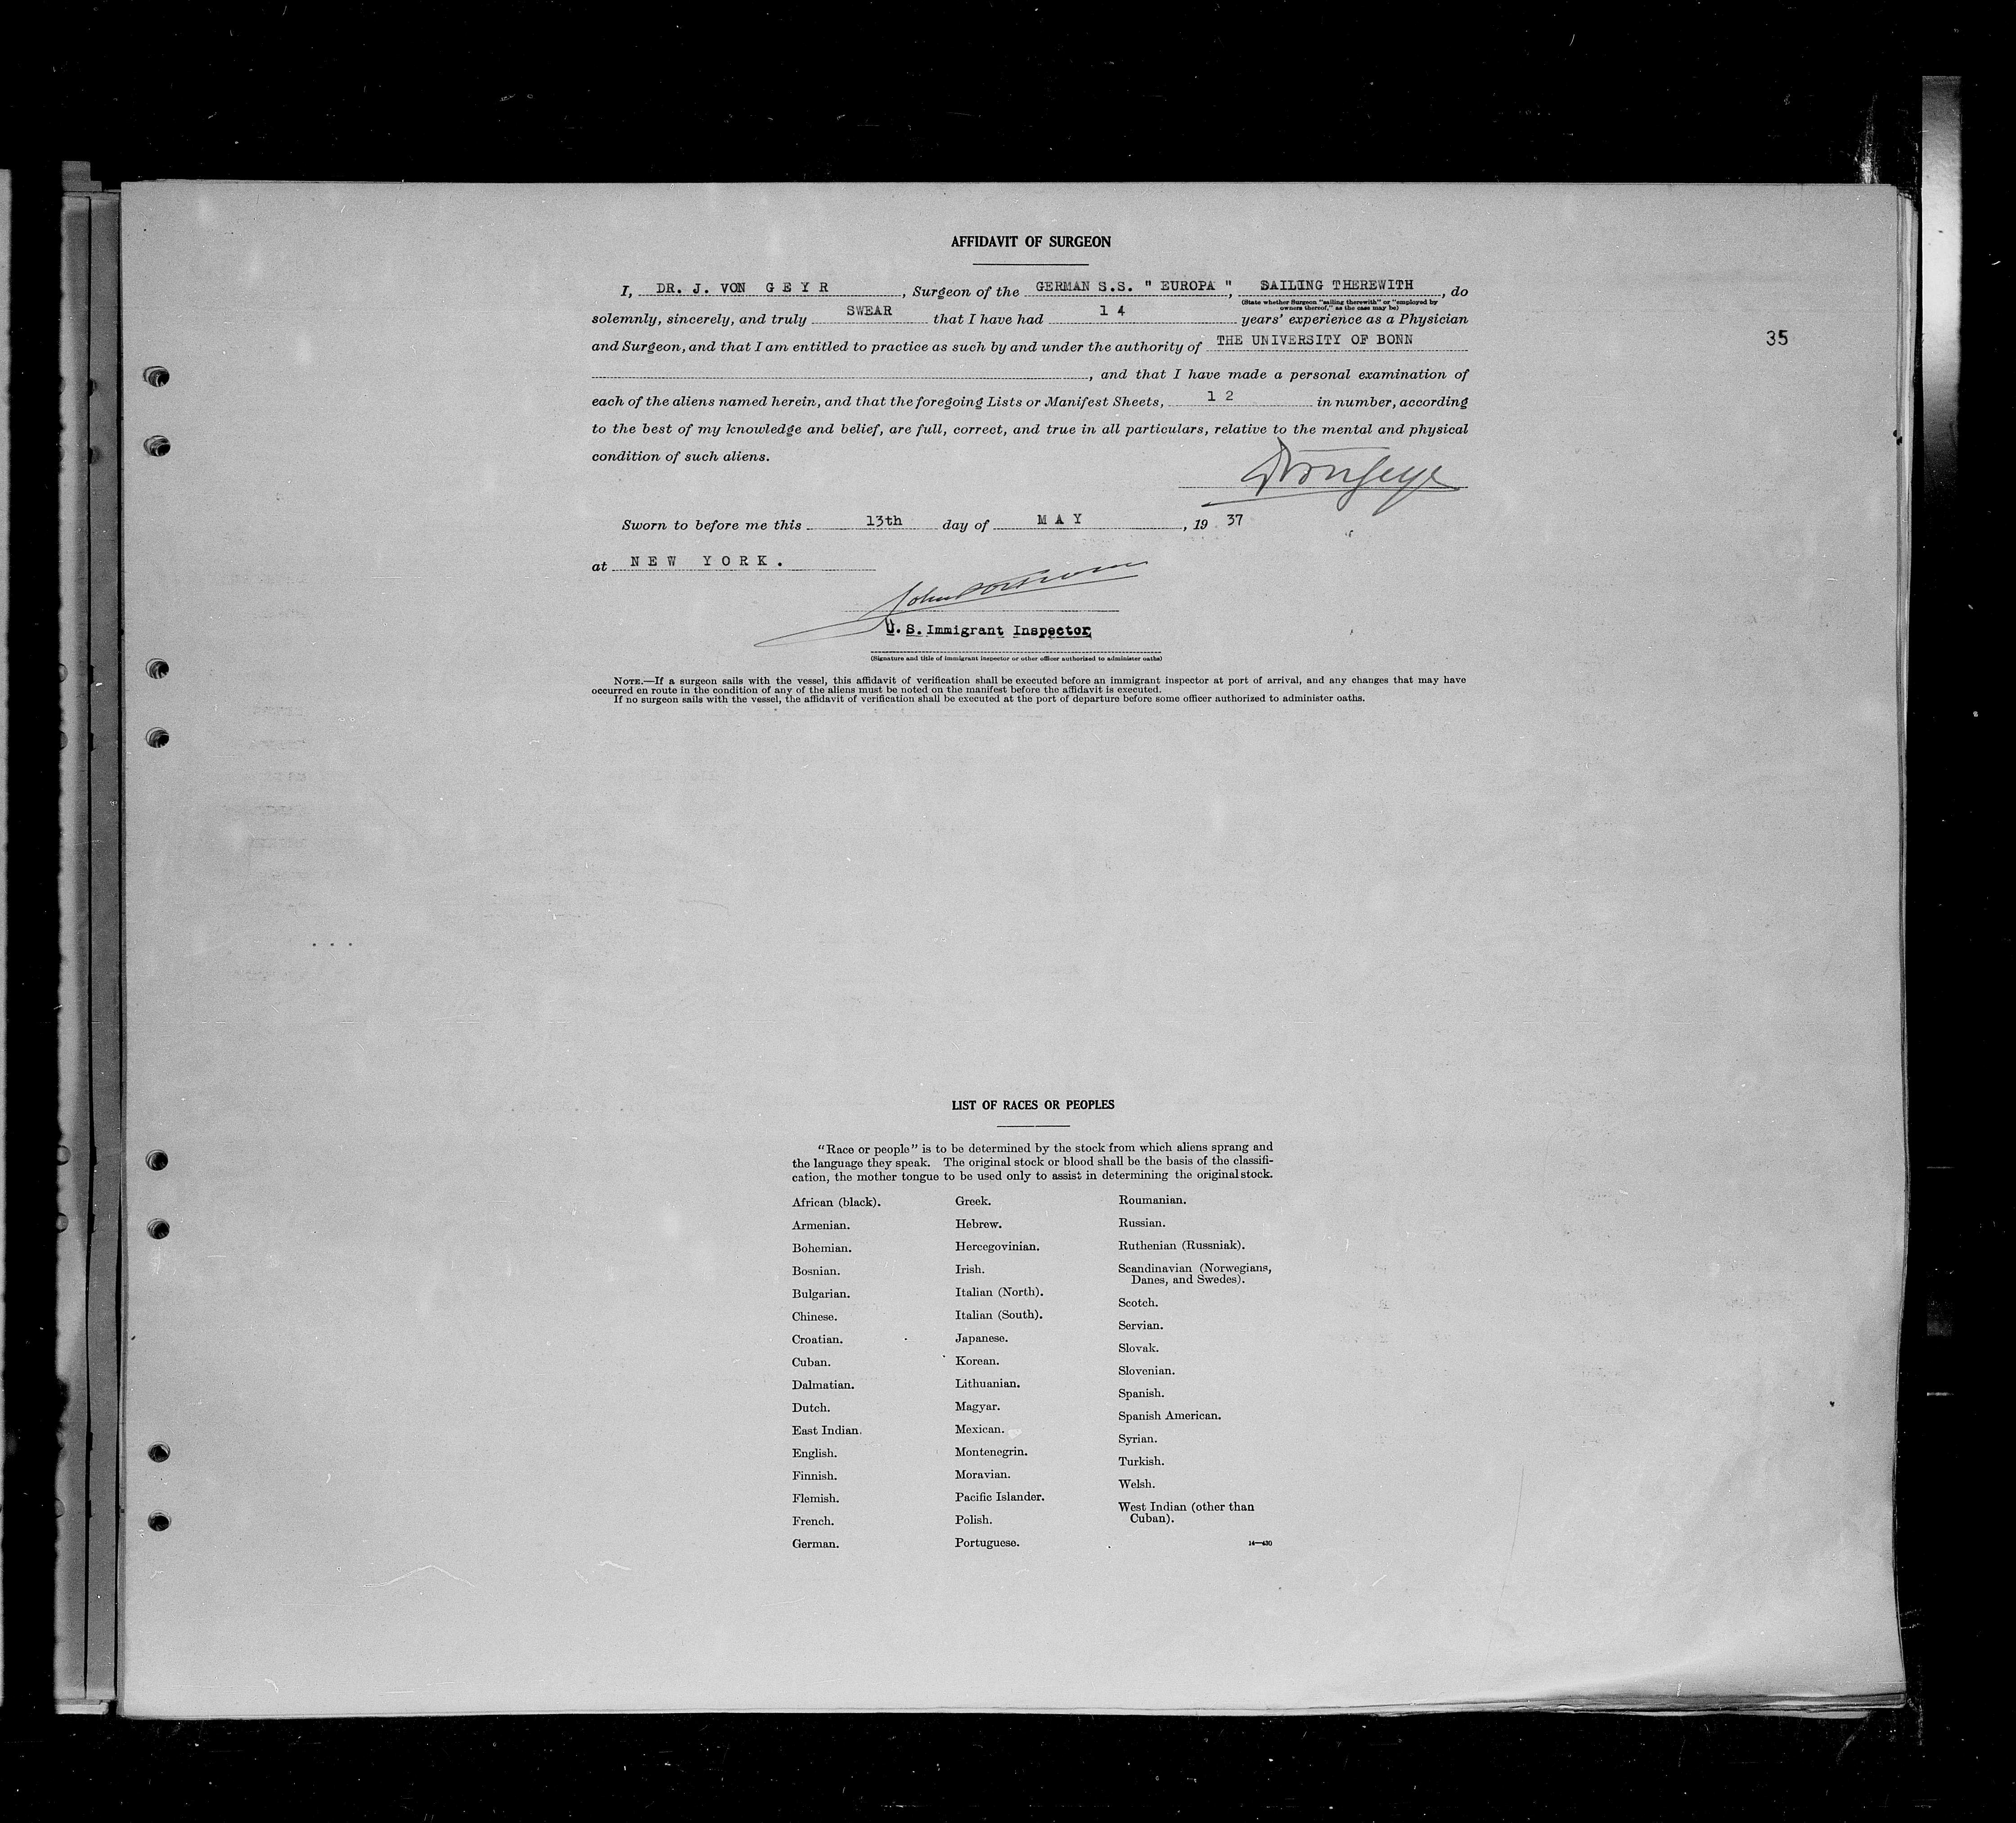 AFFIDAVIT OF SURGEON
I, DR. J. VON G E Y R, Surgeon of the GERMAN S.S. " EUROPA ", SAILING THEREWITH, do
(State whether Surgeon "sailing therewith" or "employed by
owners thereof," as the case may be)
solemnly, sincerely, and truly SWEAR that I have had 1 4 years' experience as a Physician
35
and Surgeon, and that I am entitled to practice as such by and under the authority of THE UNIVERSITY OF BONN
, and that I have made a personal examination of
each of the aliens named herein, and that the foregoing Lists or Manifest Sheets, 1 2 in number, according
to the best of my knowledge and belief, are full, correct, and true in all particulars, relative to the mental and physical
condition of such aliens.
Sworn to before me this 13th day of M A Y, 19 37
at N E W Y O R K .
U. S. Immigrant Inspector
(Signature and title of immigrant inspector or other officer authorized to administer oaths)
NOTE.—If a surgeon sails with the vessel, this affidavit of verification shall be executed before an immigrant inspector at port of arrival, and any changes that may have
occurred en route in the condition of any of the aliens must be noted on the manifest before the affidavit is executed.
If no surgeon sails with the vessel, the affidavit of verification shall be executed at the port of departure before some officer authorized to administer oaths.
LIST OF RACES OR PEOPLES
"Race or people" is to be determined by the stock from which aliens sprang and
the language they speak. The original stock or blood shall be the basis of the classifi-
cation, the mother tongue to be used only to assist in determining the original stock.
African (black).
Armenian.
Bohemian.
Bosnian.
Bulgarian.
Chinese.
Croatian.
Cuban.
Dalmatian.
Dutch.
East Indian.
English.
Finnish.
Flemish.
French.
German.
Greek.
Hebrew.
Hercegovinian.
Irish.
Italian (North).
Italian (South).
Japanese.
Korean.
Lithuanian.
Magyar.
Mexican.
Montenegrin.
Moravian.
Pacific Islander.
Polish.
Portuguese.
Roumanian.
Russian.
Ruthenian (Russniak).
Scandinavian (Norwegians,
Danes, and Swedes).
Scotch.
Servian.
Slovak.
Slovenian.
Spanish.
Spanish American.
Syrian.
Turkish.
Welsh.
West Indian (other than
Cuban).
14—430